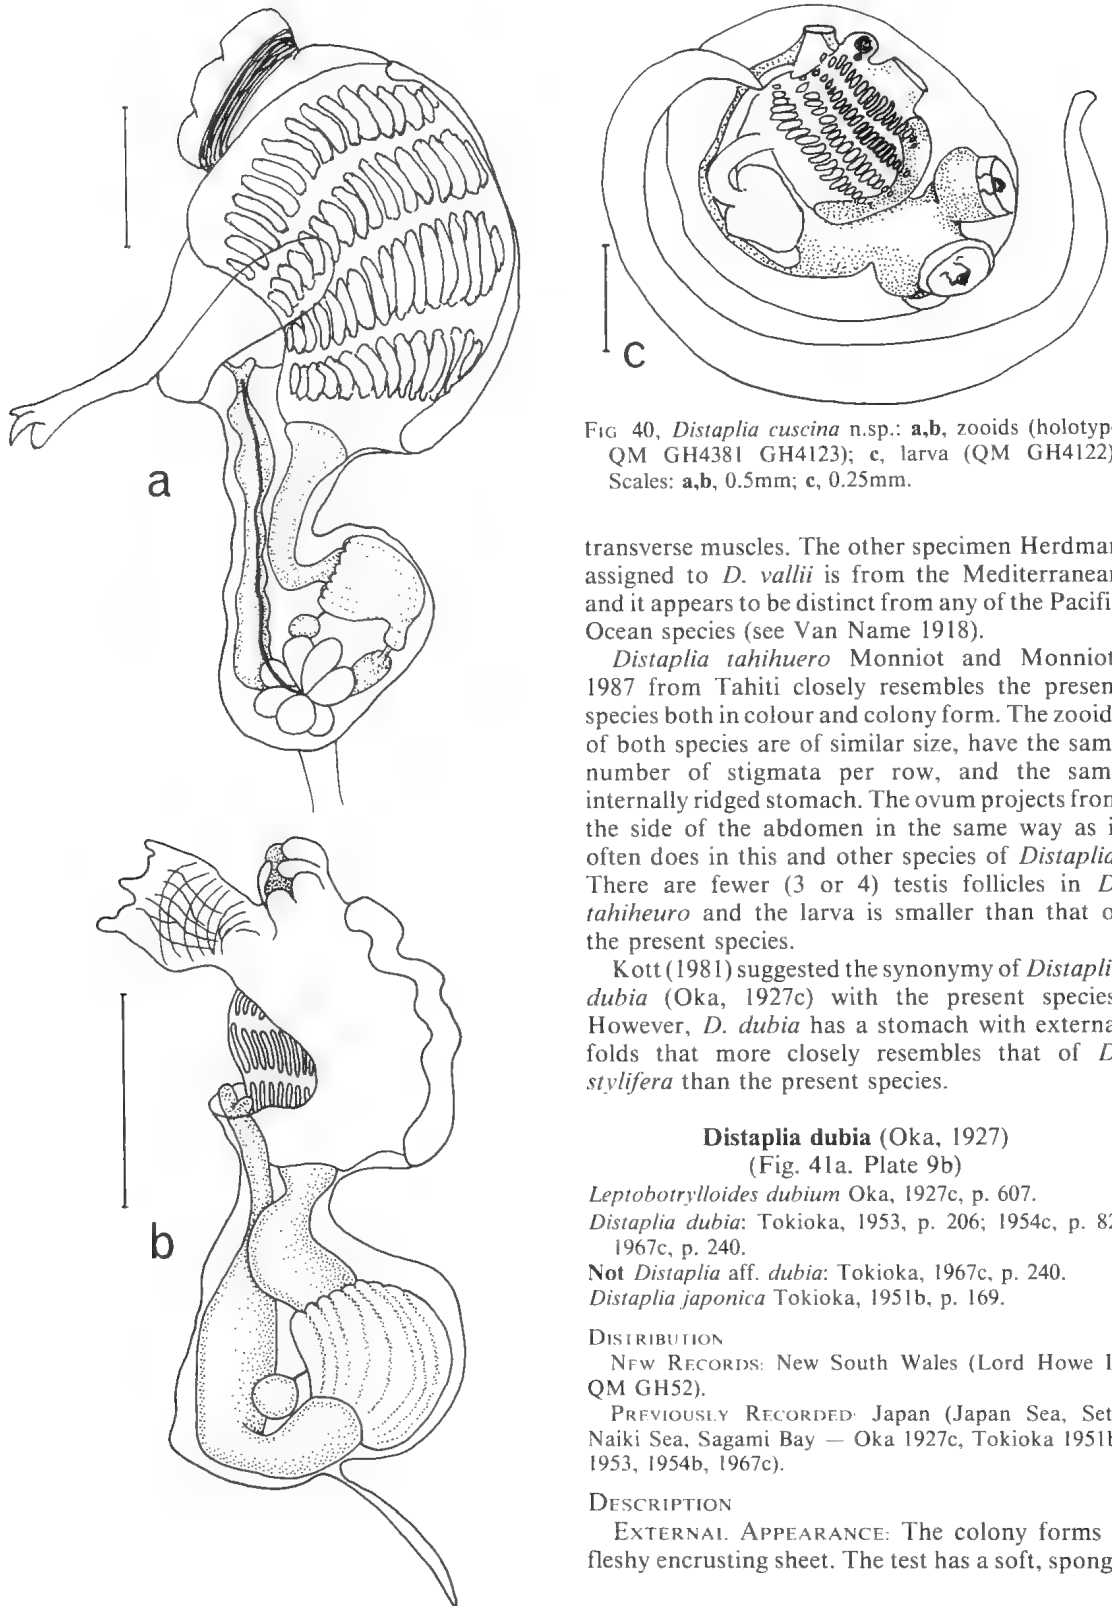 a
b
c
FIG 40, Distaplia cuscina n.sp.: a,b, zooids (holotyp
QM GH4381 GH4123); c, larva (QM GH4122)
Scales: a,b, 0.5mm; c, 0.25mm.
transverse muscles. The other specimen Herdman
assigned to D. vallii is from the Mediterranean
and it appears to be distinct from any of the Pacifi
Ocean species (see Van Name 1918).
Distaplia tahihuero Monniot and Monniot
1987 from Tahiti closely resembles the presen
species both in colour and colony form. The zooid
of both species are of similar size, have the sam
number of stigmata per row, and the sam
internally ridged stomach. The ovum projects from
the side of the abdomen in the same way as i
often does in this and other species of Distaplia
There are fewer (3 or 4) testis follicles in D
tahiheuro and the larva is smaller than that o
the present species.
Kott (1981) suggested the synonymy of Distapli
dubia (Oka, 1927c) with the present species
However, D. dubia has a stomach with externa
folds that more closely resembles that of D
stylifera than the present species.
Distaplia dubia (Oka, 1927)
(Fig. 41a. Plate 9b)
Leptobotrylloides dubium Oka, 1927c, p. 607.
Distaplia dubia: Tokioka, 1953, p. 206; 1954c, p. 82
1967c, p. 240.
Not Distaplia aff. dubia: Tokioka, 1967c, p. 240.
Distaplia japonica Tokioka, 1951b, p. 169.
DISTRIBUTION
NEW RECORDS: New South Wales (Lord Howe I
QM GH52).
PREVIOUSLY RECORDED: Japan (Japan Sea, Set
Naiki Sea, Sagami Bay — Oka 1927c, Tokioka 1951b
1953, 1954b, 1967c).
DESCRIPTION
EXTERNAL APPEARANCE: The colony forms
fleshy encrusting sheet. The test has a soft, spong